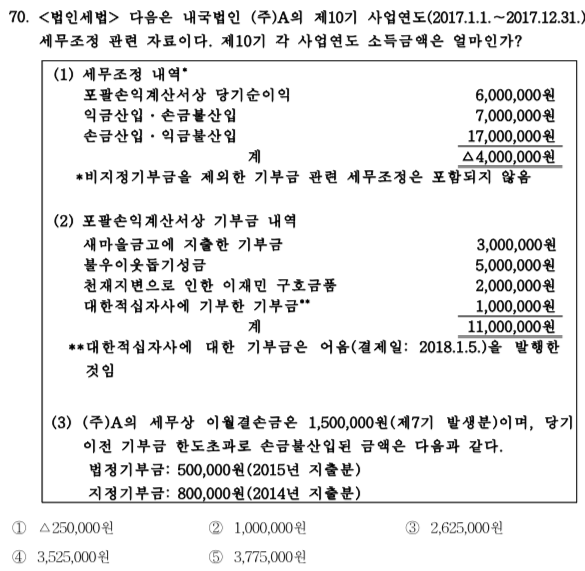 70. <법인세법> 다음은 내국법인 (주)A의 제10기 사업연도(2017.1.1.～2017.12.31.)
세무조정 관련 자료이다. 제10기 각 사업연도 소득금액은 얼마인가?
(1) 세무조정 내역*
포괄손익계산서상 당기순이익 6,000,000원
익금산입·손금불산입 7,000,000원
손금산입·익금불산입 17,000,000원
계 △4,000,000원
*비지정기부금을 제외한 기부금 관련 세무조정은 포함되지 않음
(2) 포괄손익계산서상 기부금 내역
새마을금고에 지출한 기부금 3,000,000원
불우이웃돕기성금 5,000,000원
천재지변으로 인한 이재민 구호금품 2,000,000원
대한적십자사에 기부한 기부금** 1,000,000원
계 11,000,000원
**대한적십자사에 대한 기부금은 어음(결제일: 2018.1.5.)을 발행한
것임
(3) (주)A의 세무상 이월결손금은 1,500,000원(제7기 발생분)이며, 당기
이전 기부금 한도초과로 손금불산입된 금액은 다음과 같다.
법정기부금: 500,000원(2015년 지출분)
지정기부금: 800,000원(2014년 지출분)
① △250,000원 ② 1,000,000원 ③ 2,625,000원
④ 3,525,000원 ⑤ 3,775,000원